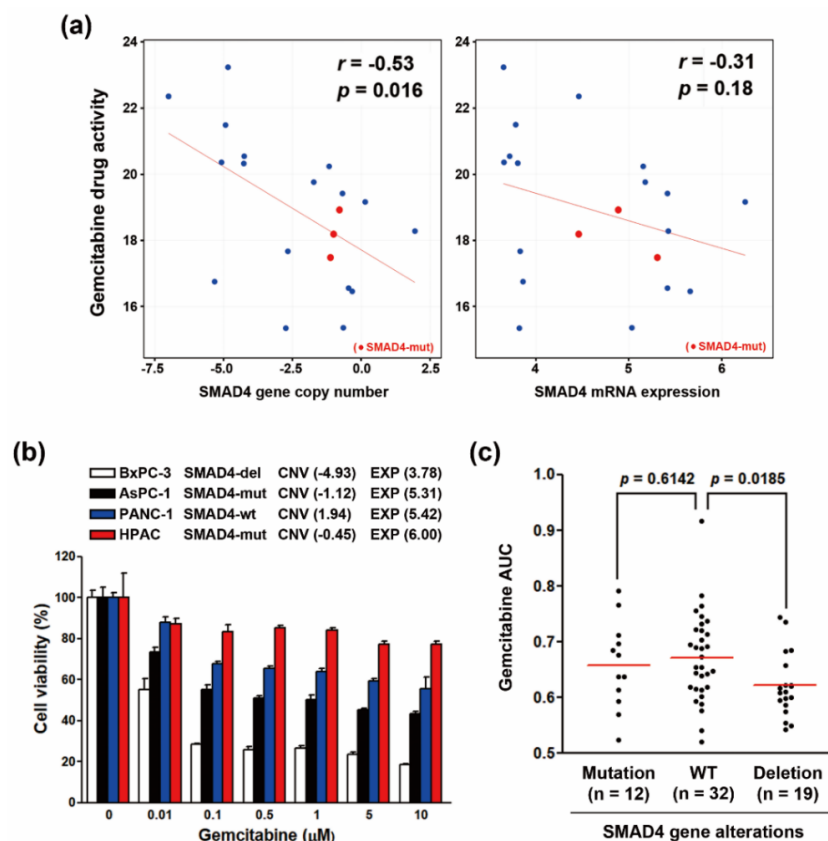 (a)
24
22
20
18
16
Gemcitabine drug activity
r = -0.53
p = 0.016
(• SMAD4-mut)
-7.5 -5.0 -2.5 0.0 2.5
SMAD4 gene copy number
r = -0.31
p = 0.18
(• SMAD4-mut)
4 5 6
SMAD4 mRNA expression
(b)
BxPC-3 SMAD4-del CNV (-4.93) EXP (3.78)
AsPC-1 SMAD4-mut CNV (-1.12) EXP (5.31)
PANC-1 SMAD4-wt CNV (1.94) EXP (5.42)
HPAC SMAD4-mut CNV (-0.45) EXP (6.00)
120
100
80
60
40
20
0
Cell viability (%)
0 0.01 0.1 0.5 1 5 10
Gemcitabine (μM)
(c)
p = 0.6142 p = 0.0185
1.0
0.9
0.8
0.7
0.6
0.5
Gemcitabine AUC
Mutation WT Deletion
(n = 12) (n = 32) (n = 19)
SMAD4 gene alterations